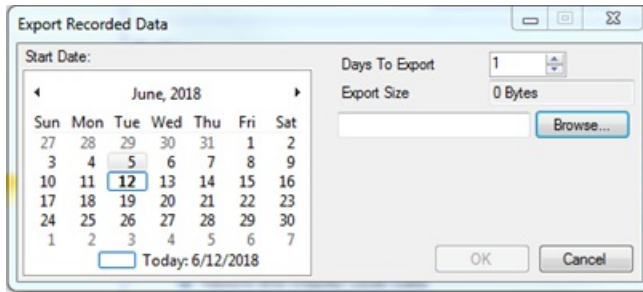 Export Recorded Data
Start Date:
June, 2018
Sun Mon Tue Wed Thu Fri Sat
27 28 29 30 31 1 2
3 4 5 6 7 8 9
10 11 12 13 14 15 16
17 18 19 20 21 22 23
24 25 26 27 28 29 30
1 2 3 4 5 6 7
Today: 6/12/2018
Days To Export 1
Export Size 0 Bytes
Browse...
OK Cancel